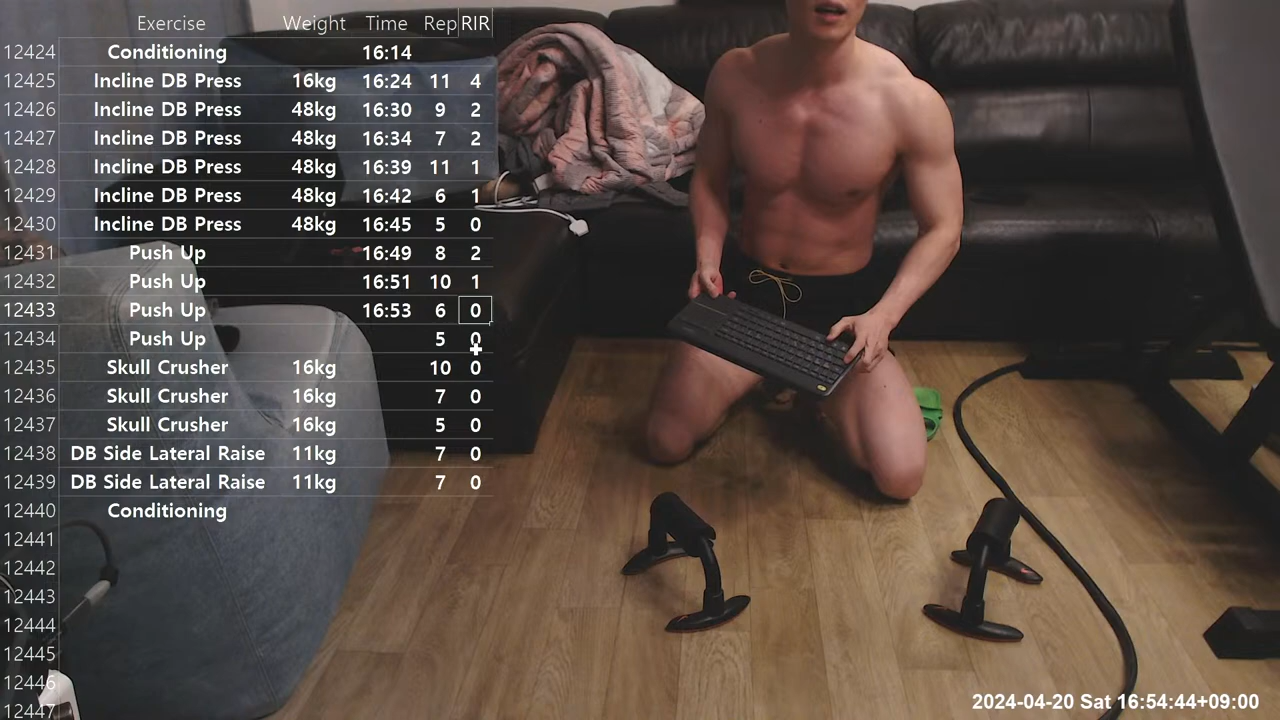 Exercise Weight Time Rep RIR
12424 Conditioning 16:14
12425 Incline DB Press 16kg 16:24 11 4
12426 Incline DB Press 48kg 16:30 9 2
12427 Incline DB Press 48kg 16:34 7 2
12428 Incline DB Press 48kg 16:39 11 1
12429 Incline DB Press 48kg 16:42 6 1
12430 Incline DB Press 48kg 16:45 5 0
12431 Push Up 16:49 8 2
12432 Push Up 16:51 10 1
12433 Push Up 16:53 6 0
12434 Push Up 5 0
12435 Skull Crusher 16kg 10 0
12436 Skull Crusher 16kg 7 0
12437 Skull Crusher 16kg 5 0
12438 DB Side Lateral Raise 11kg 7 0
12439 DB Side Lateral Raise 11kg 7 0
12440 Conditioning
12441
12442
12443
12444
12445
12446
12447
2024-04-20 Sat 16:54:44+09:00